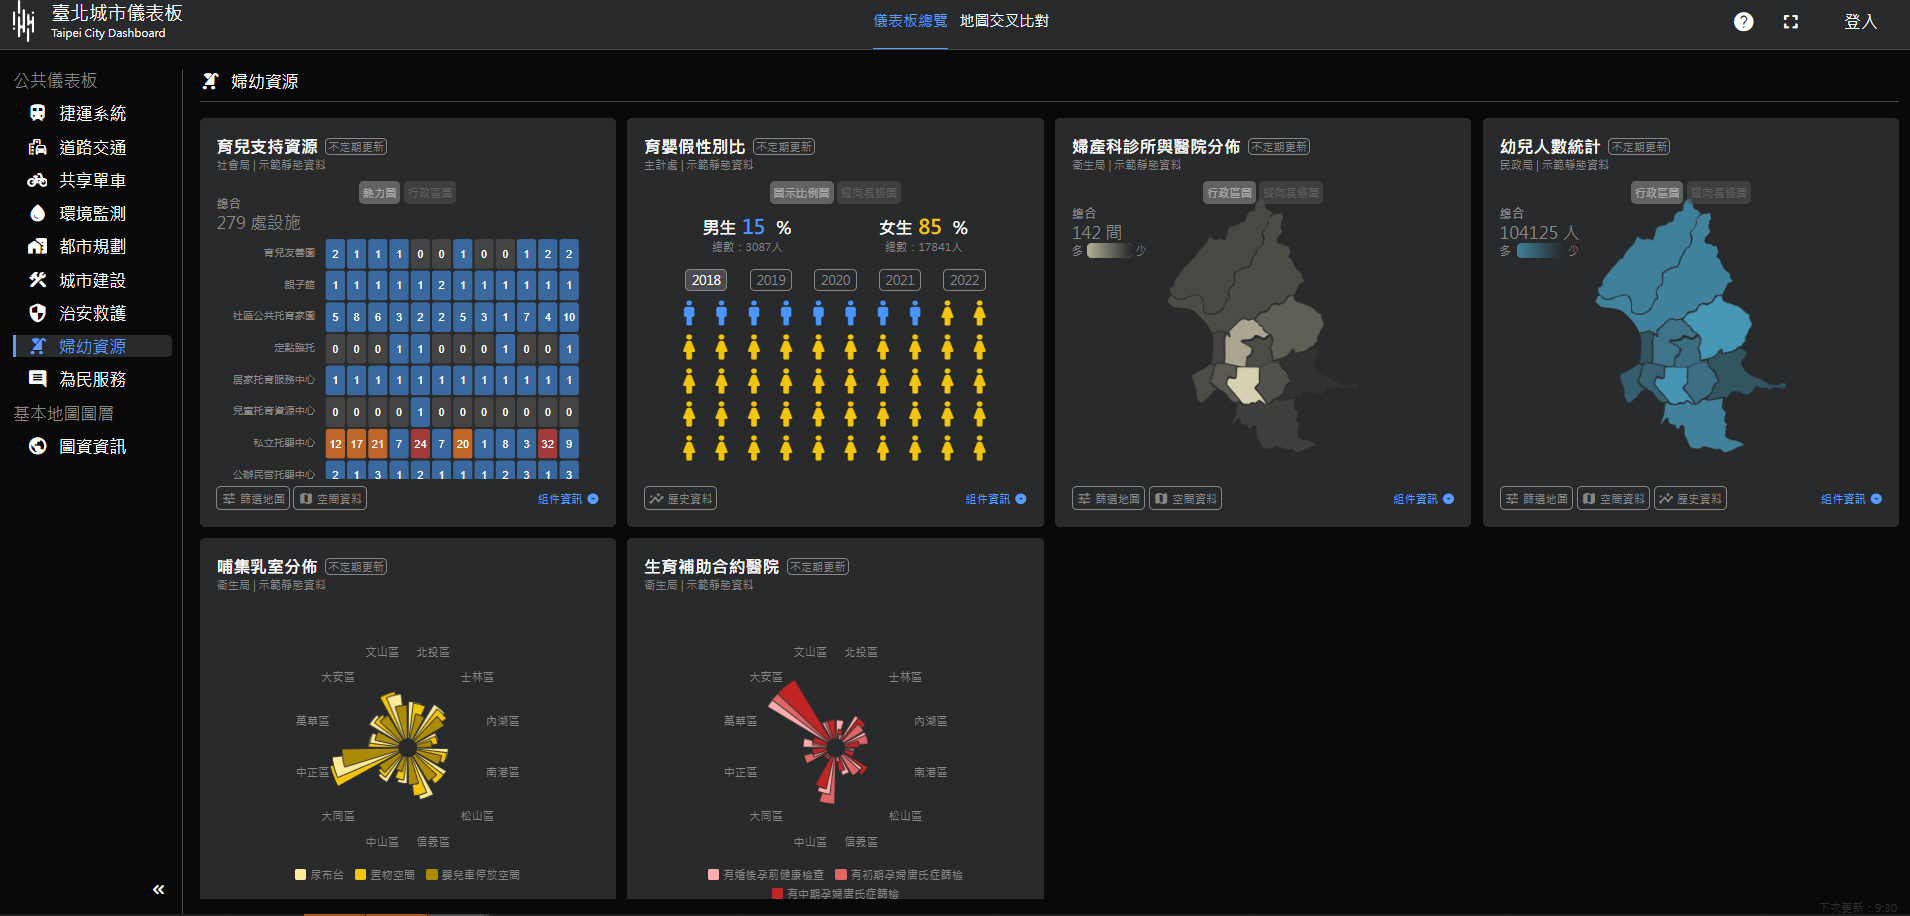 臺北城市儀表板
Taipei City Dashboard
儀表板總覽 地圖交叉比對
登入
公共儀表板
捷運系統
道路交通
共享單車
環境監測
都市規劃
城市建設
治安救護
婦幼資源
為民服務
基本地圖圖層
圖資資訊
婦幼資源
育兒支持資源 不定期更新
社會局 | 示範靜態資料
熱力圖 行政區圖
總合
279 處設施
育兒友善園 2 1 1 1 0 0 1 0 0 1 2 2
親子館 1 1 1 1 1 2 1 1 1 1 1 1
社區公共托育家園 5 8 6 3 2 2 5 3 1 7 4 10
定點臨托 0 0 0 1 1 0 0 0 1 0 0 1
居家托育服務中心 1 1 1 1 1 1 1 1 1 1 1 1
兒童托育資源中心 0 0 0 0 1 0 0 0 0 0 0 0
私立托嬰中心 12 17 21 7 24 7 20 1 8 3 32 9
公辦民營托嬰中心 2 1 3 1 2 1 1 1 2 3 1 3
篩選地圖 空間資料 組件資訊
育嬰假性別比 不定期更新
主計處 | 示範靜態資料
圖示比例圖 縱向長條圖
男生 15 % 女生 85 %
總數：3087人 總數：17841人
2018 2019 2020 2021 2022
歷史資料 組件資訊
婦產科診所與醫院分佈 不定期更新
衛生局 | 示範靜態資料
行政區圖 縱向長條圖
總合
142 間
多 少
篩選地圖 空間資料 組件資訊
幼兒人數統計 不定期更新
民政局 | 示範靜態資料
行政區圖 縱向長條圖
總合
104125 人
多 少
篩選地圖 空間資料 歷史資料 組件資訊
哺集乳室分佈 不定期更新
衛生局 | 示範靜態資料
文山區 北投區
大安區 士林區
萬華區 內湖區
中正區 南港區
大同區 松山區
中山區 信義區
尿布台 置物空間 嬰兒車停放空間
生育補助合約醫院 不定期更新
衛生局 | 示範靜態資料
文山區 北投區
大安區 士林區
萬華區 內湖區
中正區 南港區
大同區 松山區
中山區 信義區
有婚後孕前健康檢查 有初期孕婦唐氏症篩檢
有中期孕婦唐氏症篩檢
下次更新：9:30